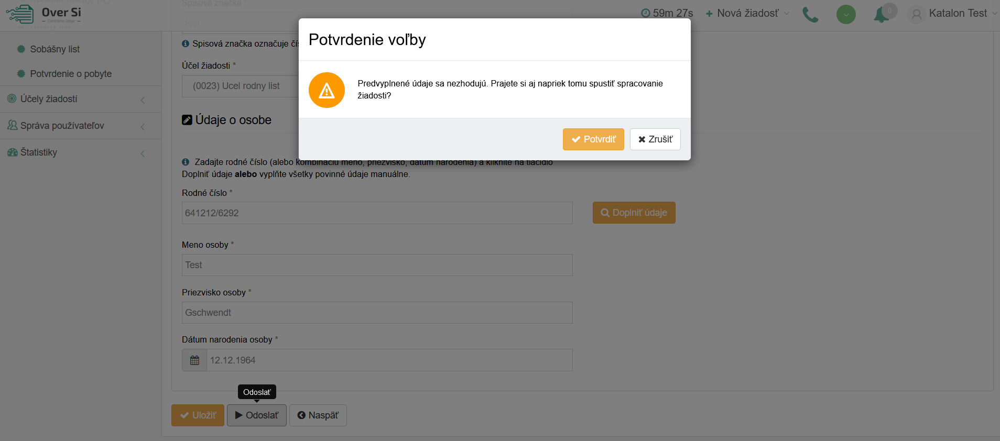 Over Si
– Centrálne údaje –
Spisová značka *
test
59m 27s
Nová žiadosť
0
Katalon Test
Rodný list
Sobášny list
Potvrdenie o pobyte
Účely žiadostí
Správa používateľov
Štatistiky
Spisová značka označuje
Účel žiadosti *
(0023) Ucel rodny list
Údaje o osobe
Potvrdenie voľby
Predvyplnené údaje sa nezhodujú. Prajete si aj napriek tomu spustiť spracovanie
žiadosti?
Potvrdiť
Zrušiť
Zadajte rodné číslo (alebo kombináciu meno, priezvisko, dátum narodenia) a kliknite na tlačidlo
Doplniť údaje alebo vyplňte všetky povinné údaje manuálne.
Rodné číslo *
641212/6292
Doplniť údaje
Meno osoby *
Test
Priezvisko osoby *
Gschwendt
Dátum narodenia osoby *
12.12.1964
Odoslať
Uložiť
Odoslať
Naspäť